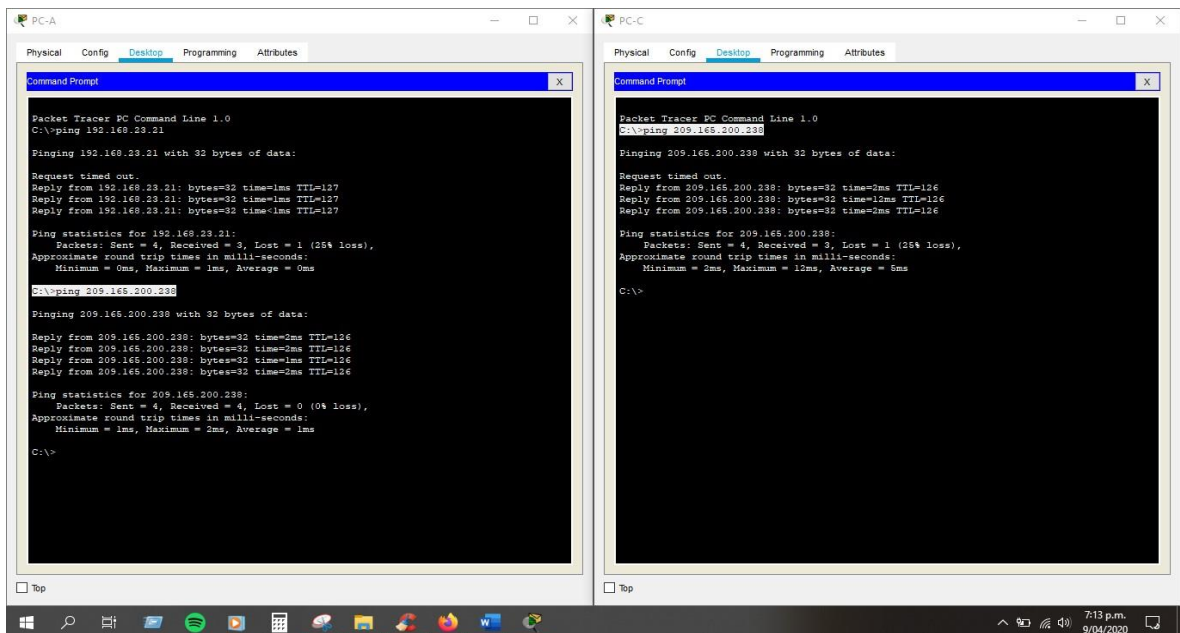 PC-A
Physical Config Desktop Programming Attributes
Command Prompt
X
Packet Tracer PC Command Line 1.0
C:\>ping 192.168.23.21
Pinging 192.168.23.21 with 32 bytes of data:
Request timed out.
Reply from 192.168.23.21: bytes=32 time=1ms TTL=127
Reply from 192.168.23.21: bytes=32 time=1ms TTL=127
Reply from 192.168.23.21: bytes=32 time<1ms TTL=127
Ping statistics for 192.168.23.21:
Packets: Sent = 4, Received = 3, Lost = 1 (25% loss),
Approximate round trip times in milli-seconds:
Minimum = 0ms, Maximum = 1ms, Average = 0ms
C:\>ping 209.165.200.238
Pinging 209.165.200.238 with 32 bytes of data:
Reply from 209.165.200.238: bytes=32 time=2ms TTL=126
Reply from 209.165.200.238: bytes=32 time=2ms TTL=126
Reply from 209.165.200.238: bytes=32 time=1ms TTL=126
Reply from 209.165.200.238: bytes=32 time=2ms TTL=126
Ping statistics for 209.165.200.238:
Packets: Sent = 4, Received = 4, Lost = 0 (0% loss),
Approximate round trip times in milli-seconds:
Minimum = 1ms, Maximum = 2ms, Average = 1ms
C:\>
Top
PC-C
Physical Config Desktop Programming Attributes
Command Prompt
X
Packet Tracer PC Command Line 1.0
C:\>ping 209.165.200.238
Pinging 209.165.200.238 with 32 bytes of data:
Request timed out.
Reply from 209.165.200.238: bytes=32 time=2ms TTL=126
Reply from 209.165.200.238: bytes=32 time=12ms TTL=126
Reply from 209.165.200.238: bytes=32 time=2ms TTL=126
Ping statistics for 209.165.200.238:
Packets: Sent = 4, Received = 3, Lost = 1 (25% loss),
Approximate round trip times in milli-seconds:
Minimum = 2ms, Maximum = 12ms, Average = 5ms
C:\>
Top
7:13 p.m.
9/04/2020